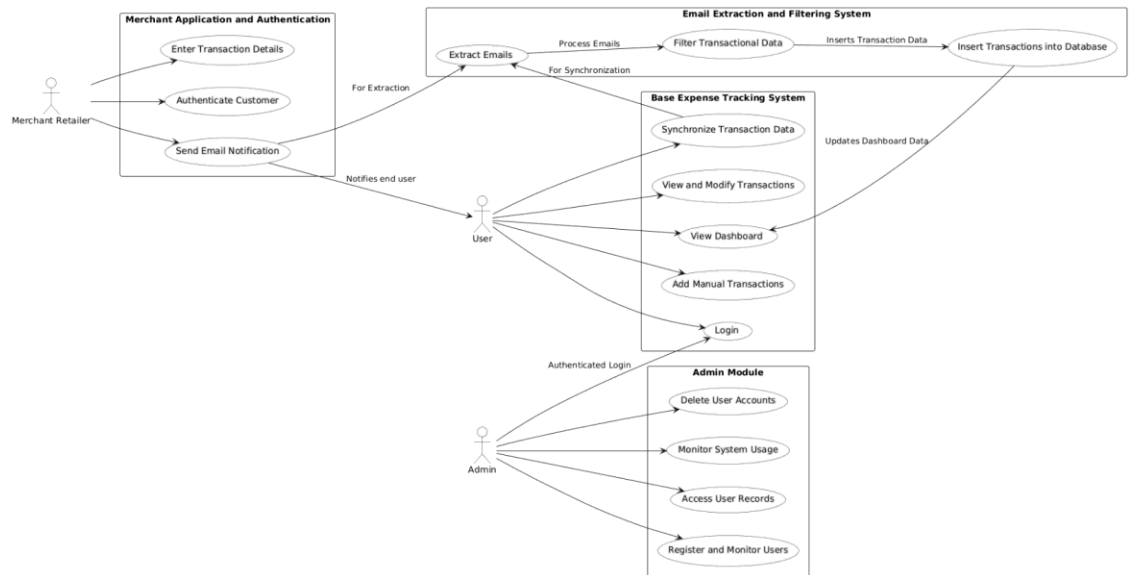 Merchant Application and Authentication
Enter Transaction Details
Authenticate Customer
Send Email Notification
Merchant Retailer
For Extraction
Notifies end user
Email Extraction and Filtering System
Extract Emails
Process Emails
Filter Transactional Data
Inserts Transaction Data
Insert Transactions into Database
For Synchronization
Updates Dashboard Data
Base Expense Tracking System
Synchronize Transaction Data
View and Modify Transactions
View Dashboard
Add Manual Transactions
Login
User
Authenticated Login
Admin
Admin Module
Delete User Accounts
Monitor System Usage
Access User Records
Register and Monitor Users